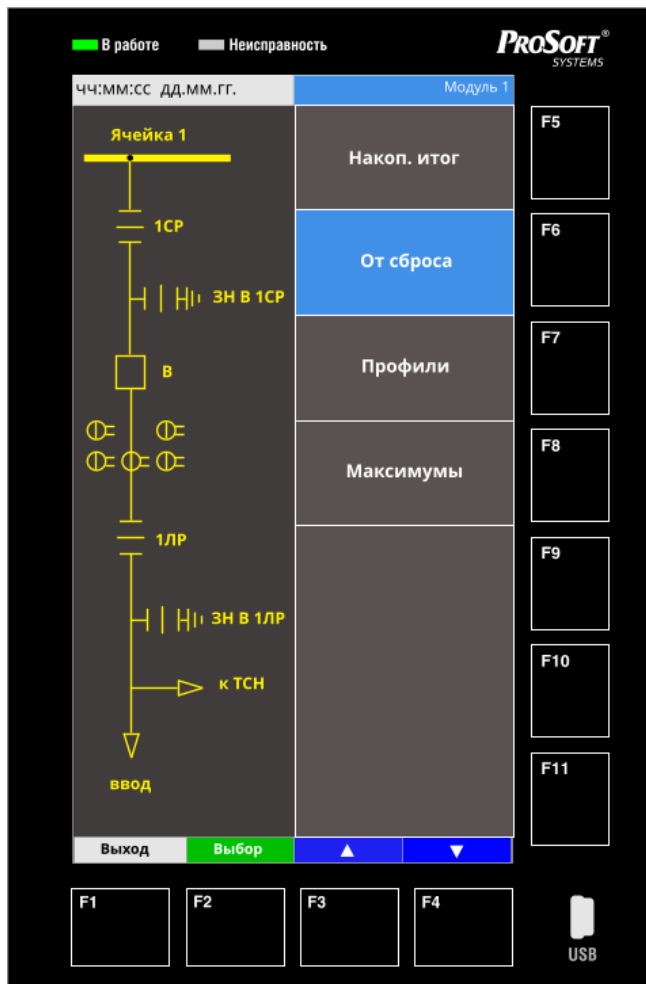 В работе
Неисправность
PROSOFT®
SYSTEMS
чч:мм:сс дд.мм.гг.
Модуль 1
Ячейка 1
1СР
ЗН В 1СР
В
1ЛР
ЗН В 1ЛР
к ТСН
ввод
Накоп. итог
От сброса
Профили
Максимумы
Выход
Выбор
F5
F6
F7
F8
F9
F10
F11
F1
F2
F3
F4
USB